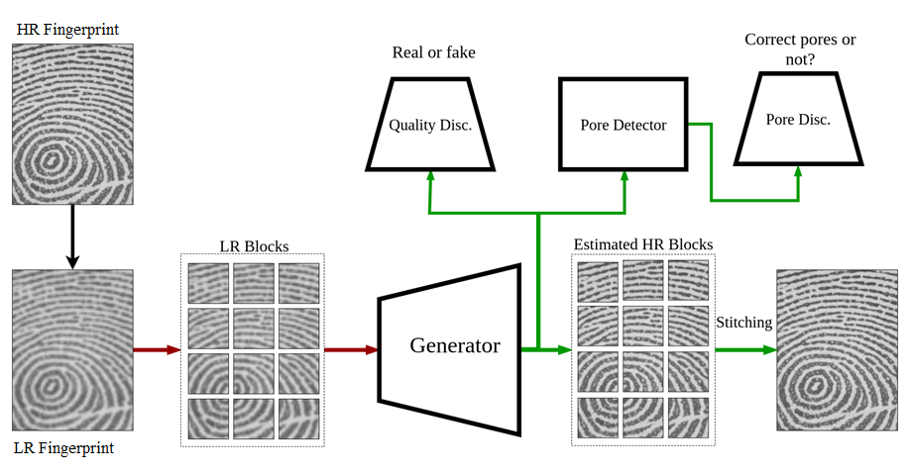 HR Fingerprint
Real or fake
Correct pores or
not?
Quality Disc.
Pore Detector
Pore Disc.
LR Blocks
Estimated HR Blocks
Generator
Stitching
LR Fingerprint